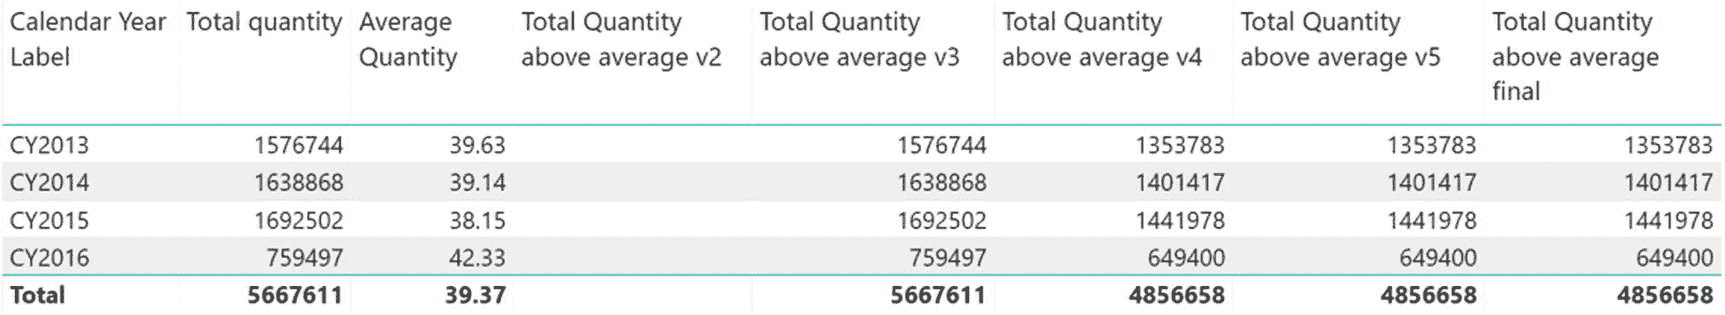 Calendar Year Label Total quantity Average Quantity Total Quantity above average v2 Total Quantity above average v3 Total Quantity above average v4 Total Quantity above average v5 Total Quantity above average final
CY2013 1576744 39.63 1576744 1353783 1353783 1353783
CY2014 1638868 39.14 1638868 1401417 1401417 1401417
CY2015 1692502 38.15 1692502 1441978 1441978 1441978
CY2016 759497 42.33 759497 649400 649400 649400
Total 5667611 39.37 5667611 4856658 4856658 4856658